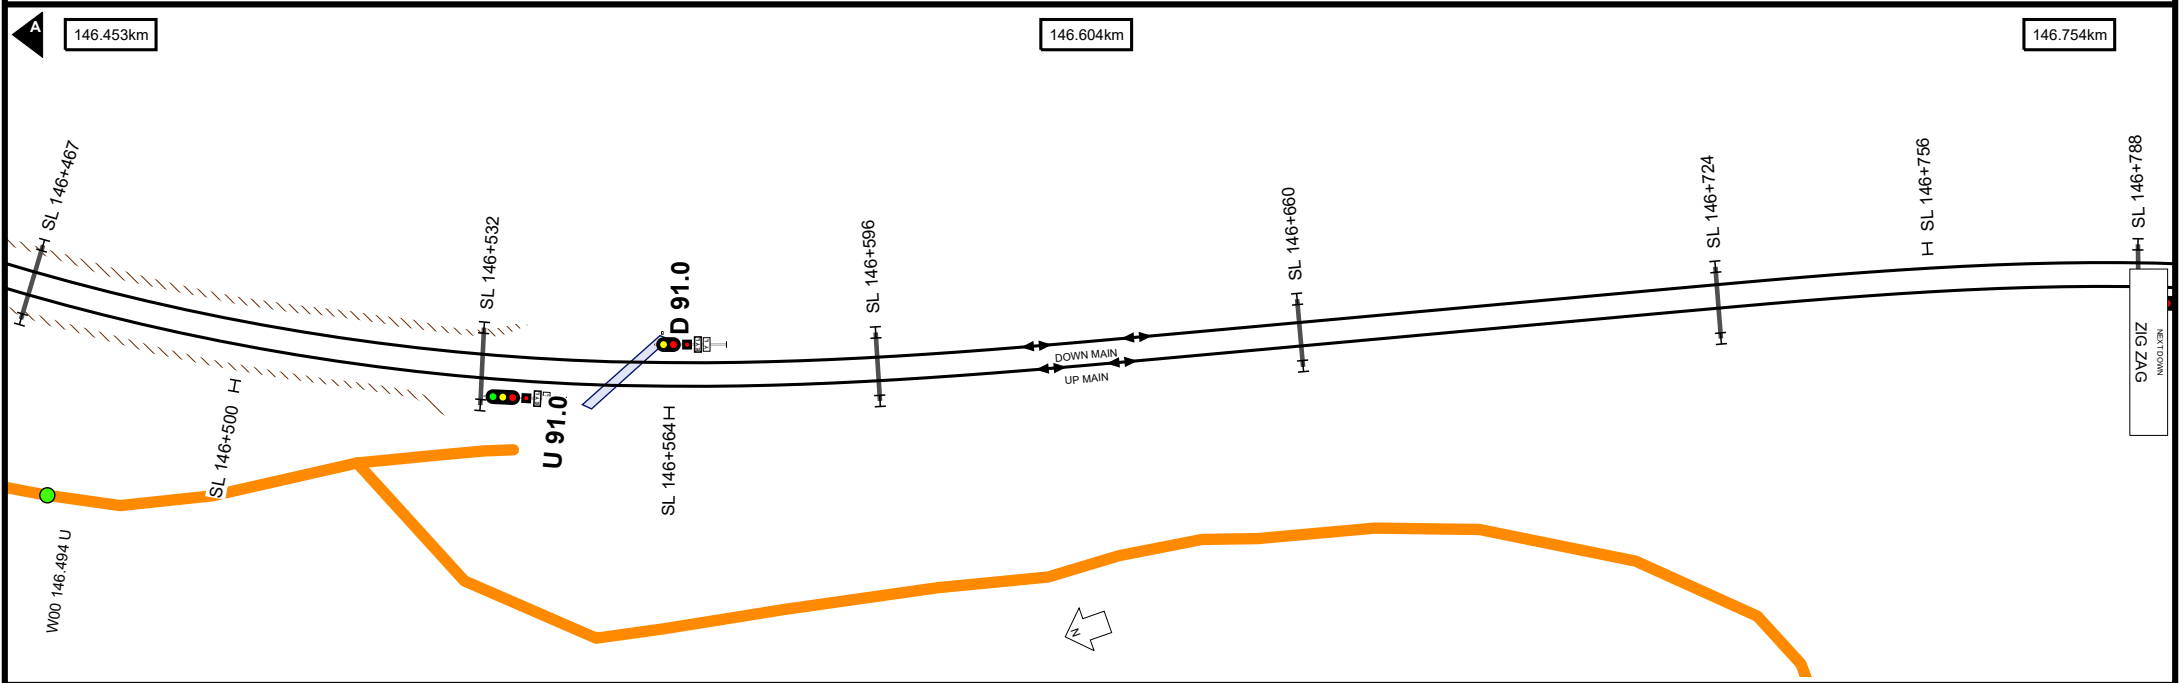 A
146.453km
146.604km
146.754km
SL 146+467
SL 146+532
D 91.0
SL 146+596
SL 146+660
SL 146+724
SL 146+756
SL 146+788
DOWN MAIN
UP MAIN
NEXT DOWN
ZIG ZAG
SL 146+500
U 91.0
SL 146+564
W00 146.494 U
N